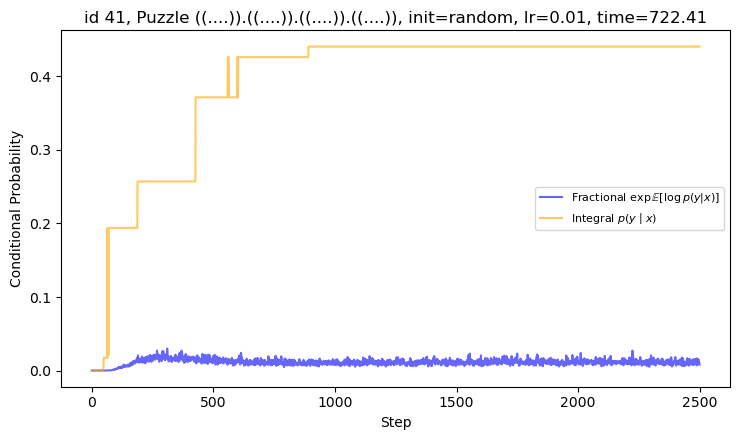 id 41, Puzzle ((....)).((....)).((....)).((....)), init=random, lr=0.01, time=722.41
Conditional Probability
0.4
0.3
0.2
0.1
0.0
Fractional exp𝔼[log p(y|x)]
Integral p(y | x)
0
500
1000
1500
2000
2500
Step